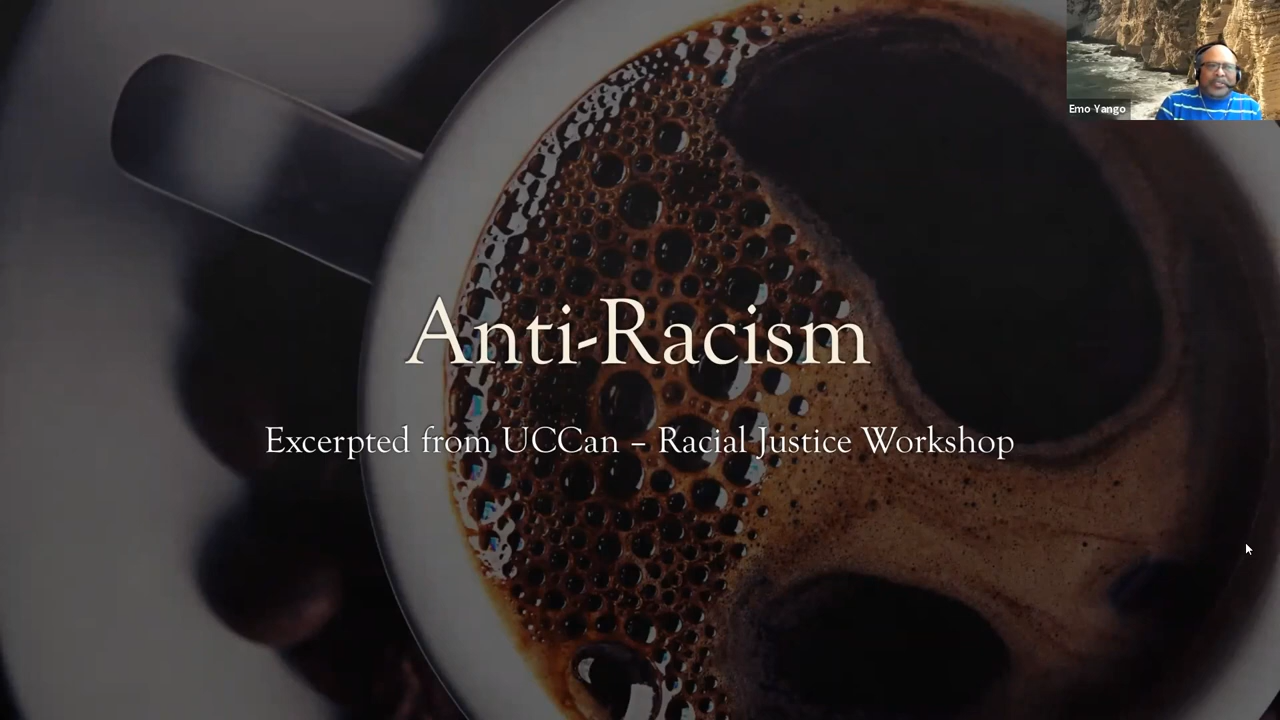 Emo Yango
Anti-Racism
Excerpted from UCCan – Racial Justice Workshop